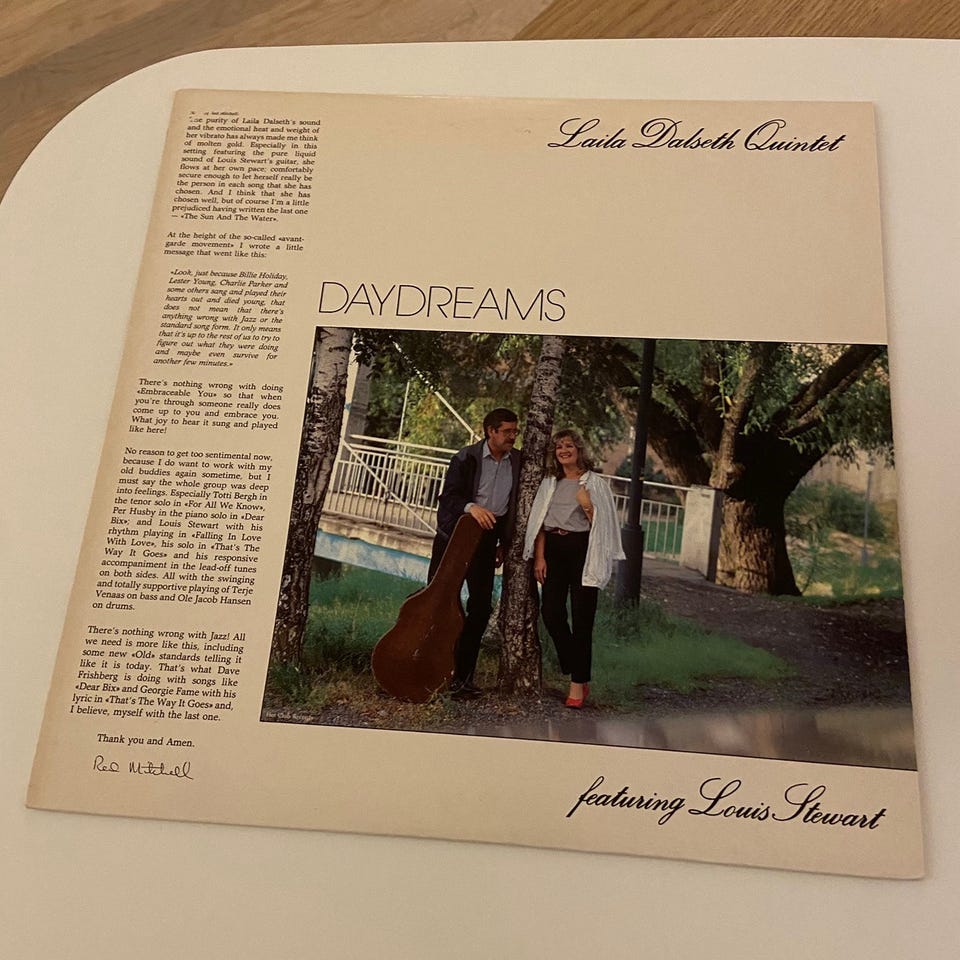 Red Mitchell:
The purity of Laila Dalseth's sound
and the emotional heat and weight of
her vibrato has always made me think
of molten gold. Especially in this
setting featuring the pure liquid
sound of Louis Stewart's guitar, she
flows at her own pace; comfortably
secure enough to let herself really be
the person in each song that she has
chosen. And I think that she has
chosen well, but of course I'm a little
prejudiced having written the last one
— «The Sun And The Water».
At the height of the so-called «avant-
garde movement» I wrote a little
message that went like this:
«Look, just because Billie Holiday,
Lester Young, Charlie Parker and
some others sang and played their
hearts out and died young, that
does not mean that there's
anything wrong with Jazz or the
standard song form. It only means
that it's up to the rest of us to try to
figure out what they were doing
and maybe even survive for
another few minutes.»
There's nothing wrong with doing
«Embraceable You» so that when
you're through someone really does
come up to you and embrace you.
What joy to hear it sung and played
like here!
No reason to get too sentimental now,
because I do want to work with my
old buddies again sometime, but I
must say the whole group was deep
into feelings. Especially Totti Bergh in
the tenor solo in «For All We Know»,
Per Husby in the piano solo in «Dear
Bix»; and Louis Stewart with his
rhythm playing in «Falling In Love
With Love», his solo in «That's The
Way It Goes» and his responsive
accompaniment in the lead-off tunes
on both sides. All with the swinging
and totally supportive playing of Terje
Venaas on bass and Ole Jacob Hansen
on drums.
There's nothing wrong with Jazz! All
we need is more like this, including
some new «Old» standards telling it
like it is today. That's what Dave
Frishberg is doing with songs like
«Dear Bix» and Georgie Fame with his
lyric in «That's The Way It Goes» and,
I believe, myself with the last one.
Thank you and Amen.
Red Mitchell
Laila Dalseth Quintet
DAYDREAMS
featuring Louis Stewart